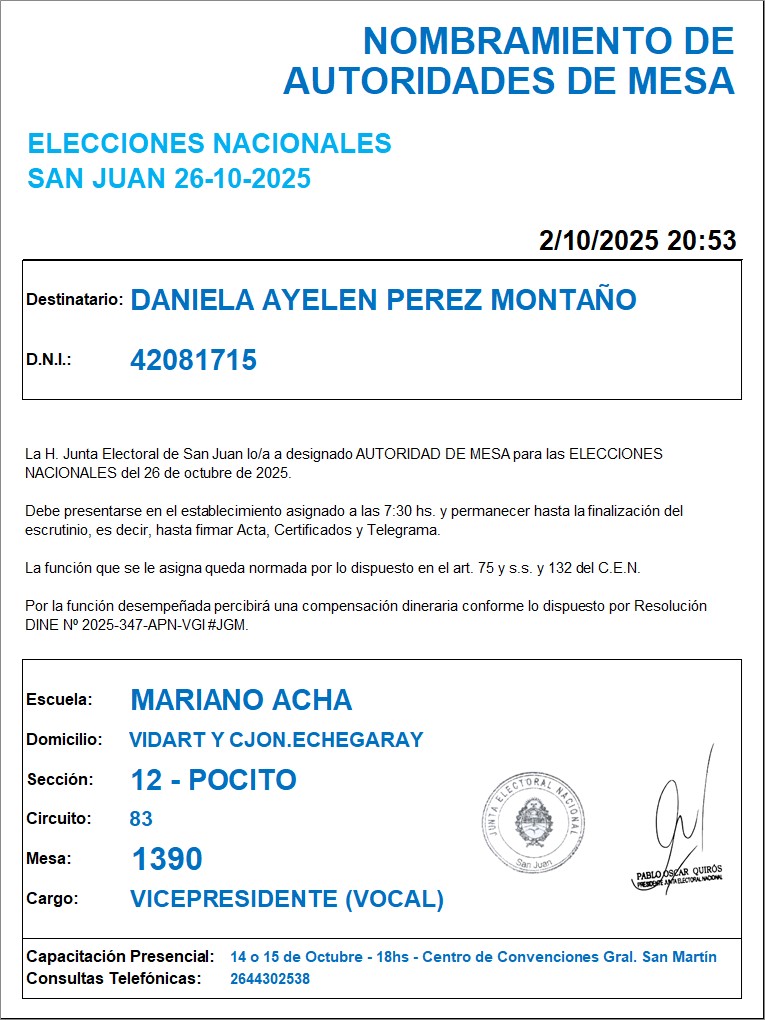 NOMBRAMIENTO DE
AUTORIDADES DE MESA
ELECCIONES NACIONALES
SAN JUAN 26-10-2025
2/10/2025 20:53
Destinatario: DANIELA AYELEN PEREZ MONTAÑO
D.N.I.: 42081715
La H. Junta Electoral de San Juan lo/a a designado AUTORIDAD DE MESA para las ELECCIONES
NACIONALES del 26 de octubre de 2025.
Debe presentarse en el establecimiento asignado a las 7:30 hs. y permanecer hasta la finalización del
escrutinio, es decir, hasta firmar Acta, Certificados y Telegrama.
La función que se le asigna queda normada por lo dispuesto en el art. 75 y s.s. y 132 del C.E.N.
Por la función desempeñada percibirá una compensación dineraria conforme lo dispuesto por Resolución
DINE Nº 2025-347-APN-VGI#JGM.
Escuela: MARIANO ACHA
Domicilio: VIDART Y CJON.ECHEGARAY
Sección: 12 - POCITO
Circuito: 83
Mesa: 1390
Cargo: VICEPRESIDENTE (VOCAL)
JUNTA ELECTORAL NACIONAL
San Juan
PABLO OSCAR QUIRÓS
PRESIDENTE JUNTA ELECTORAL NACIONAL
Capacitación Presencial: 14 o 15 de Octubre - 18hs - Centro de Convenciones Gral. San Martín
Consultas Telefónicas: 2644302538